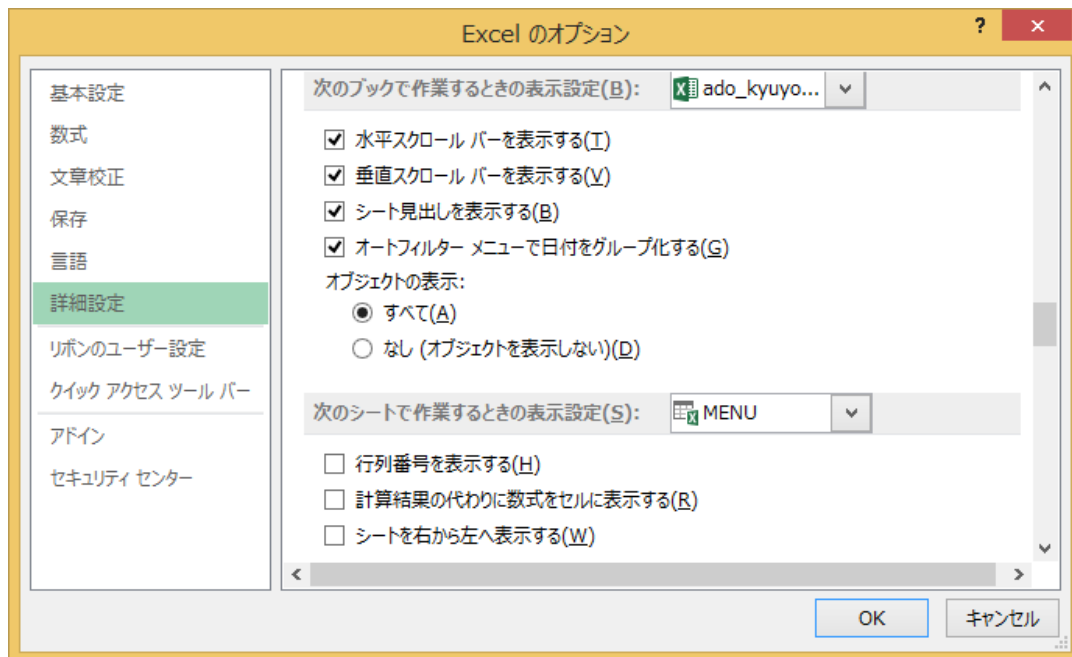 Excel のオプション
?
基本設定
数式
文章校正
保存
言語
詳細設定
リボンのユーザー設定
クイック アクセス ツール バー
アドイン
セキュリティ センター
次のブックで作業するときの表示設定(B): ado_kyuyo...
水平スクロール バーを表示する(T)
垂直スクロール バーを表示する(V)
シート見出しを表示する(B)
オートフィルター メニューで日付をグループ化する(G)
オブジェクトの表示:
すべて(A)
なし (オブジェクトを表示しない)(D)
次のシートで作業するときの表示設定(S): MENU
行列番号を表示する(H)
計算結果の代わりに数式をセルに表示する(R)
シートを右から左へ表示する(W)
OK キャンセル